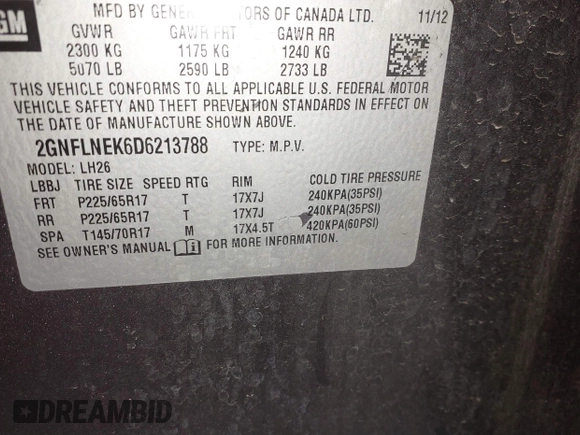 GM
MFD BY GENERAL MOTORS OF CANADA LTD. 11/12
GVWR GAWR FRT GAWR RR
2300 KG 1175 KG 1240 KG
5070 LB 2590 LB 2733 LB
THIS VEHICLE CONFORMS TO ALL APPLICABLE U.S. FEDERAL MOTOR
VEHICLE SAFETY AND THEFT PREVENTION STANDARDS IN EFFECT ON
THE DATE OF MANUFACTURE SHOWN ABOVE.
2GNFLNEK6D6213788 TYPE: M.P.V.
MODEL: LH26
LBBJ TIRE SIZE SPEED RTG RIM COLD TIRE PRESSURE
FRT P225/65R17 T 17X7J 240KPA(35PSI)
RR P225/65R17 T 17X7J 240KPA(35PSI)
SPA T145/70R17 M 17X4.5T 420KPA(60PSI)
SEE OWNER'S MANUAL FOR MORE INFORMATION.
DREAMBID